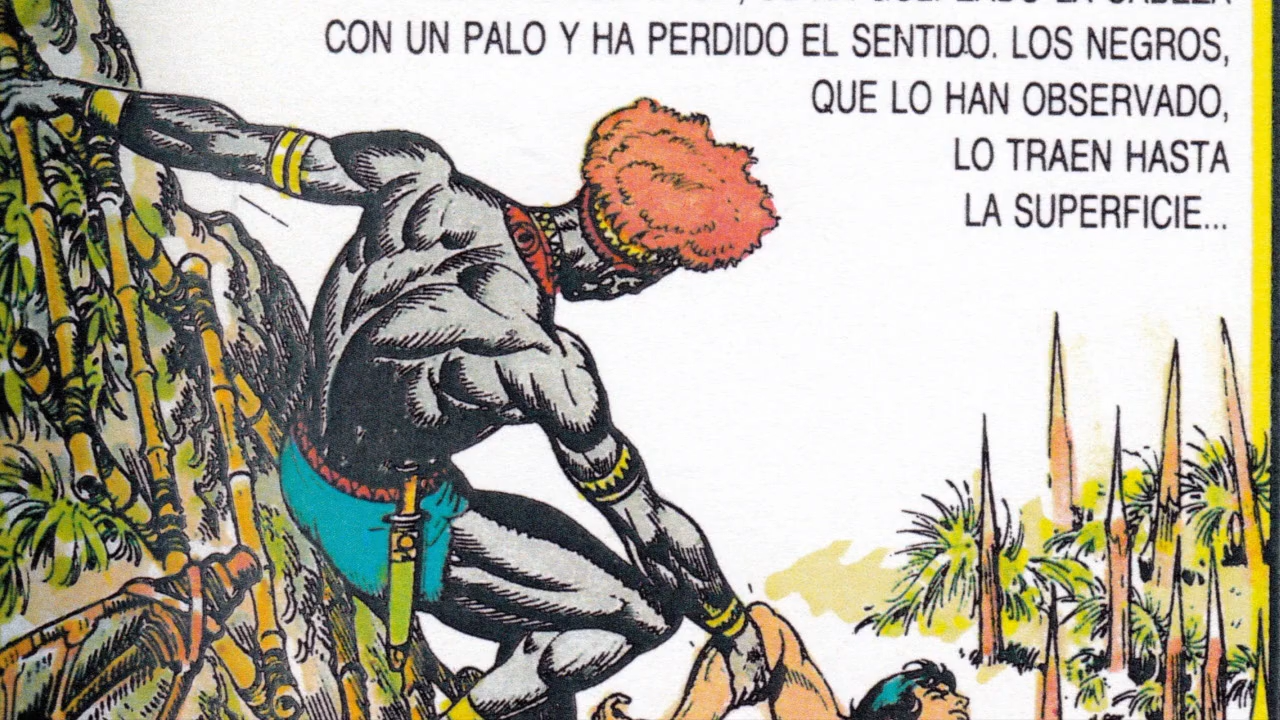 CON UN PALO Y HA PERDIDO EL SENTIDO. LOS NEGROS,
QUE LO HAN OBSERVADO,
LO TRAEN HASTA
LA SUPERFICIE...